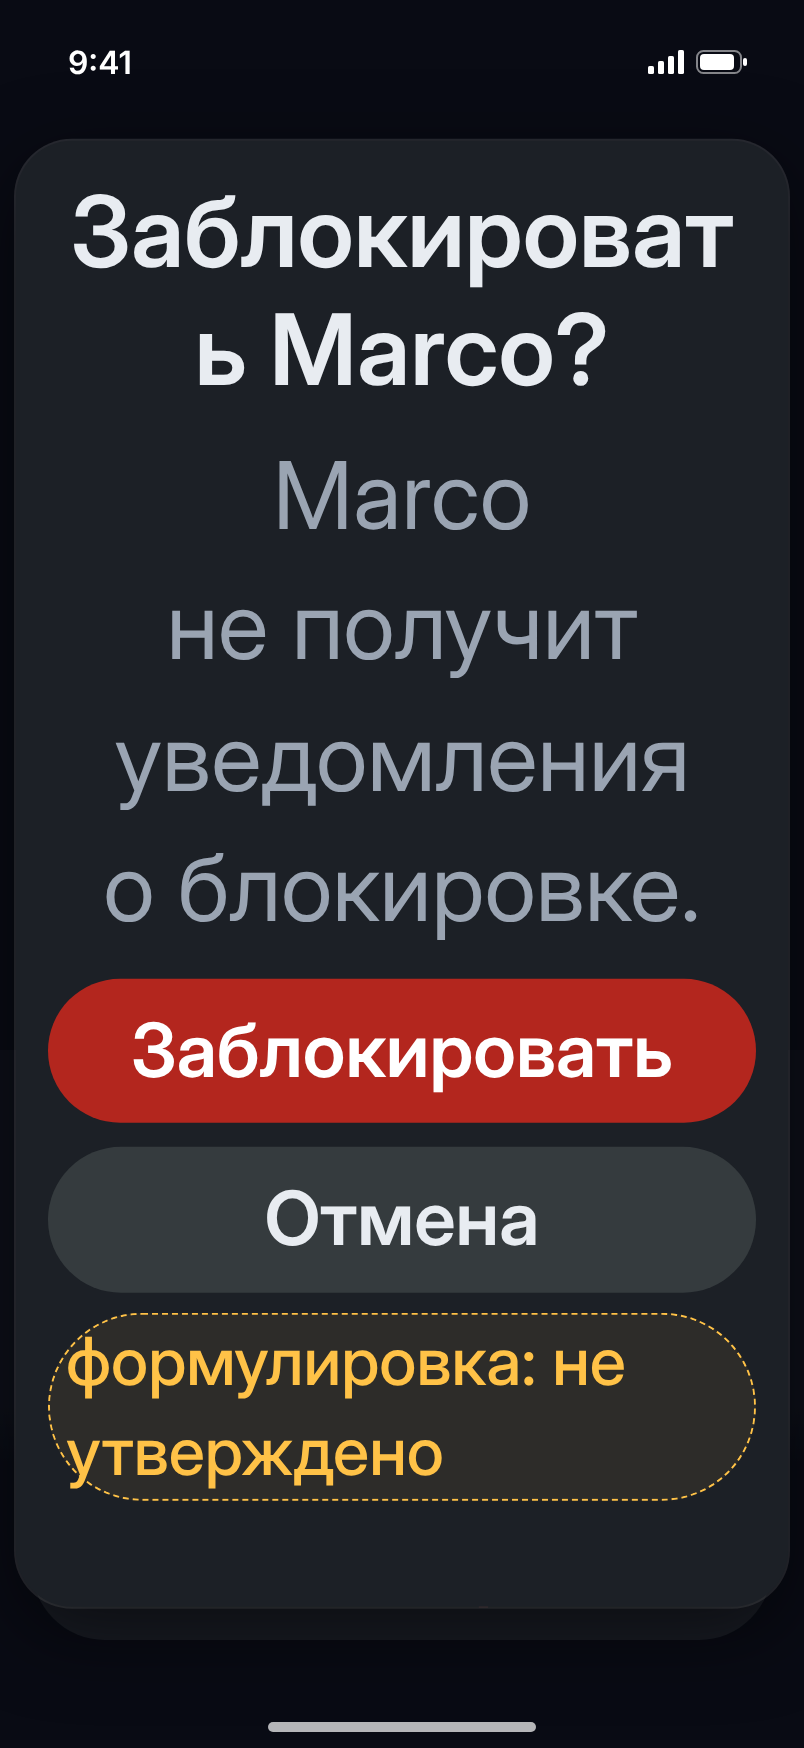 9:41
Заблокироват
ь Marco?
Marco
не получит
уведомления
о блокировке.
Заблокировать
Отмена
формулировка: не
утверждено